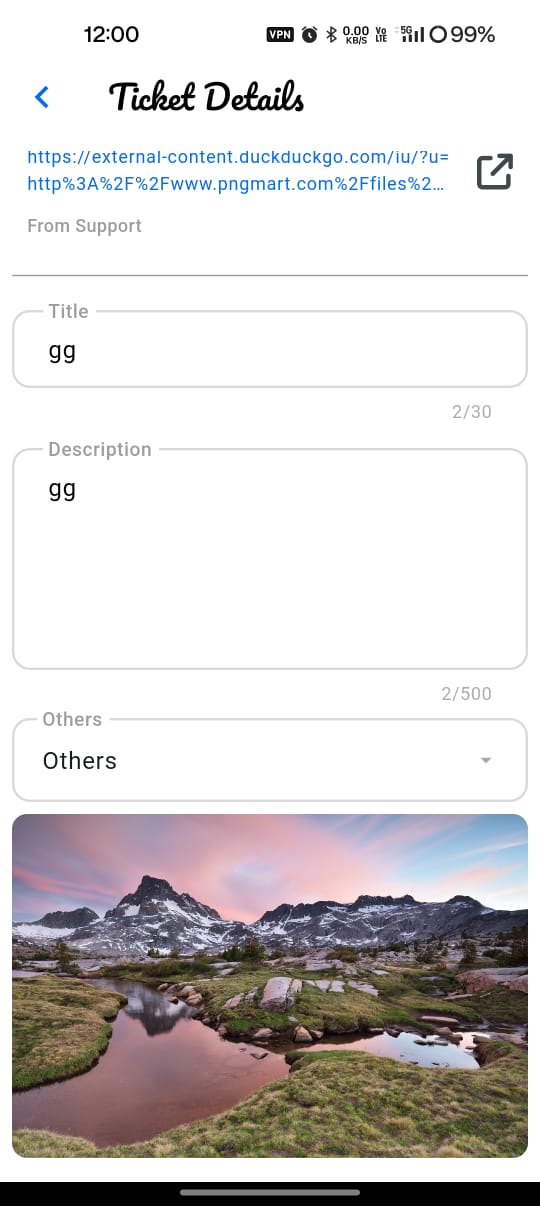 12:00
VPN 0.00 KB/S Vo LTE 5G 99%
Ticket Details
https://external-content.duckduckgo.com/iu/?u=
http%3A%2F%2Fwww.pngmart.com%2Ffiles%2...
From Support
Title
gg
2/30
Description
gg
2/500
Others
Others